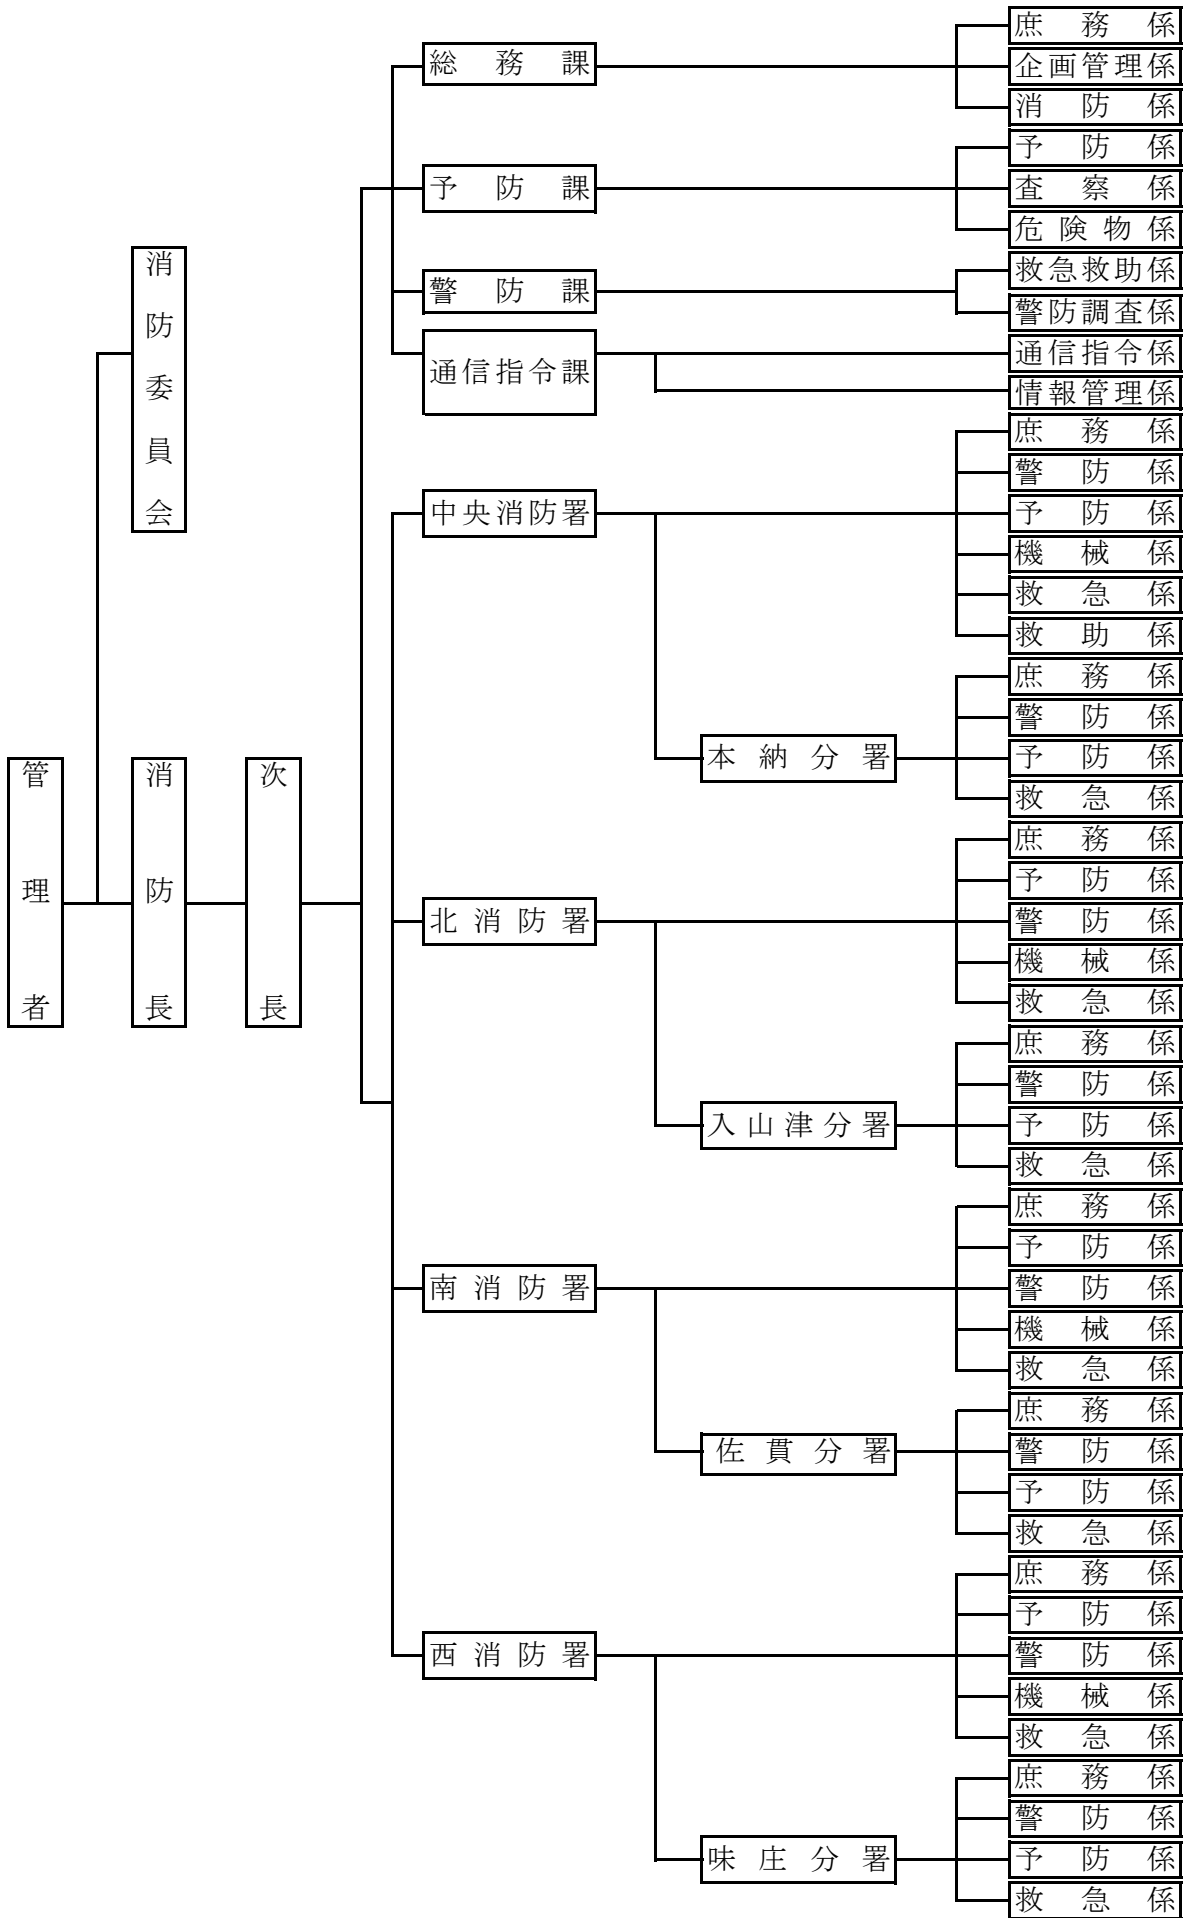 管理者
消防委員会
消防長
次長
総務課
庶務係
企画管理係
消防係
予防課
予防係
査察係
危険物係
警防課
救急救助係
警防調査係
通信指令課
通信指令係
情報管理係
中央消防署
庶務係
警防係
予防係
機械係
救急係
救助係
本納分署
庶務係
警防係
予防係
救急係
北消防署
庶務係
予防係
警防係
機械係
救急係
入山津分署
庶務係
警防係
予防係
救急係
南消防署
庶務係
予防係
警防係
機械係
救急係
佐貫分署
庶務係
警防係
予防係
救急係
西消防署
庶務係
予防係
警防係
機械係
救急係
味庄分署
庶務係
警防係
予防係
救急係